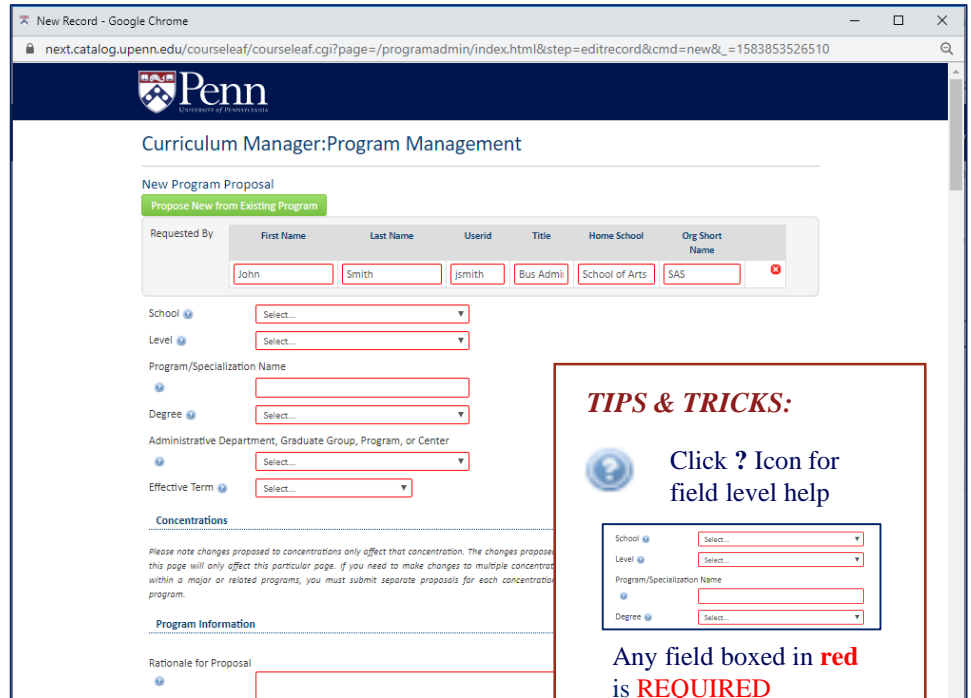 New Record - Google Chrome
next.catalog.upenn.edu/courseleaf/courseleaf.cgi?page=/programadmin/index.html&step=editrecord&cmd=new&_=1583853526510
Penn
UNIVERSITY of PENNSYLVANIA
Curriculum Manager:Program Management
New Program Proposal
Propose New from Existing Program
Requested By
First Name Last Name Userid Title Home School Org Short Name
John Smith jsmith Bus Admi School of Arts SAS
School ? Select...
Level ? Select...
Program/Specialization Name
?
Degree ? Select...
Administrative Department, Graduate Group, Program, or Center
? Select...
Effective Term ? Select...
Concentrations
Please note changes proposed to concentrations only affect that concentration. The changes propose
this page will only affect this particular page. If you need to make changes to multiple concentrat
within a major or related programs, you must submit separate proposals for each concentration
program.
Program Information
Rationale for Proposal
?
TIPS & TRICKS:
?
Click ? Icon for
field level help
School ? Select...
Level ? Select...
Program/Specialization Name
?
Degree ? Select...
Any field boxed in red
is REQUIRED